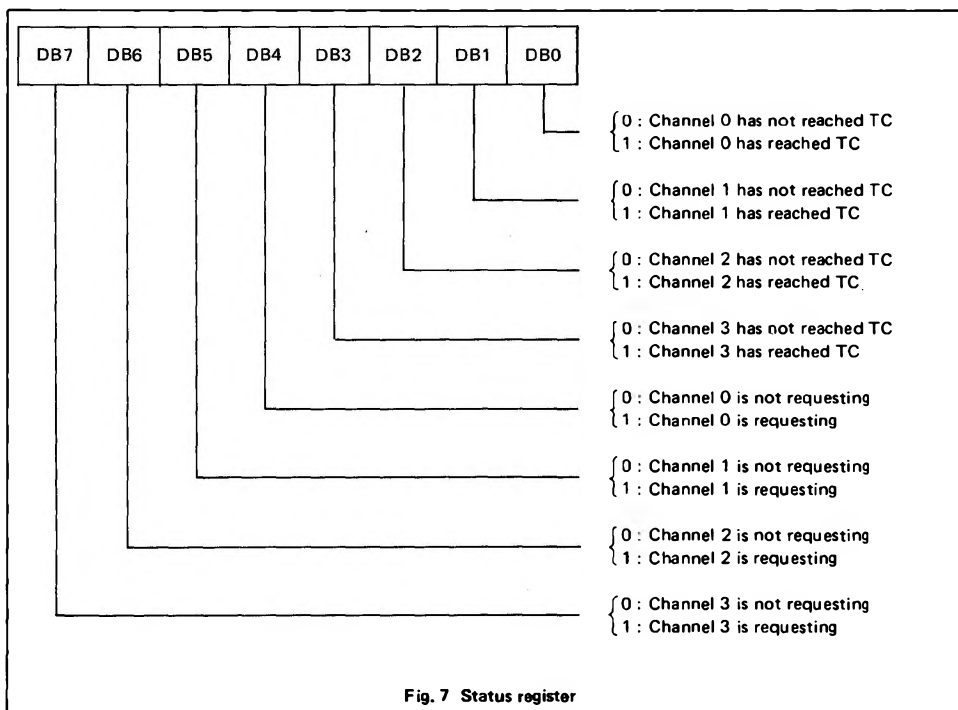 DB7 DB6 DB5 DB4 DB3 DB2 DB1 DB0
0 : Channel 0 has not reached TC
1 : Channel 0 has reached TC
0 : Channel 1 has not reached TC
1 : Channel 1 has reached TC
0 : Channel 2 has not reached TC
1 : Channel 2 has reached TC
0 : Channel 3 has not reached TC
1 : Channel 3 has reached TC
0 : Channel 0 is not requesting
1 : Channel 0 is requesting
0 : Channel 1 is not requesting
1 : Channel 1 is requesting
0 : Channel 2 is not requesting
1 : Channel 2 is requesting
0 : Channel 3 is not requesting
1 : Channel 3 is requesting
Fig. 7 Status register